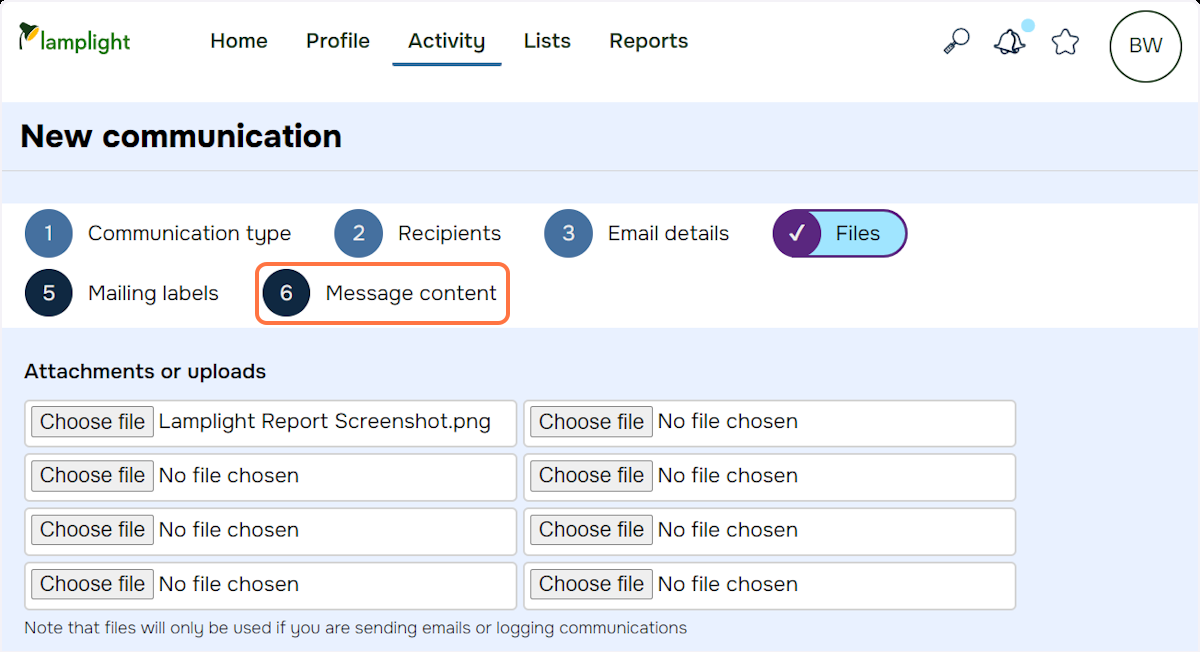 lamplight Home Profile Activity Lists Reports BW
New communication
1 Communication type 2 Recipients 3 Email details ✓ Files
5 Mailing labels 6 Message content
Attachments or uploads
Choose file Lamplight Report Screenshot.png Choose file No file chosen
Choose file No file chosen Choose file No file chosen
Choose file No file chosen Choose file No file chosen
Choose file No file chosen Choose file No file chosen
Note that files will only be used if you are sending emails or logging communications